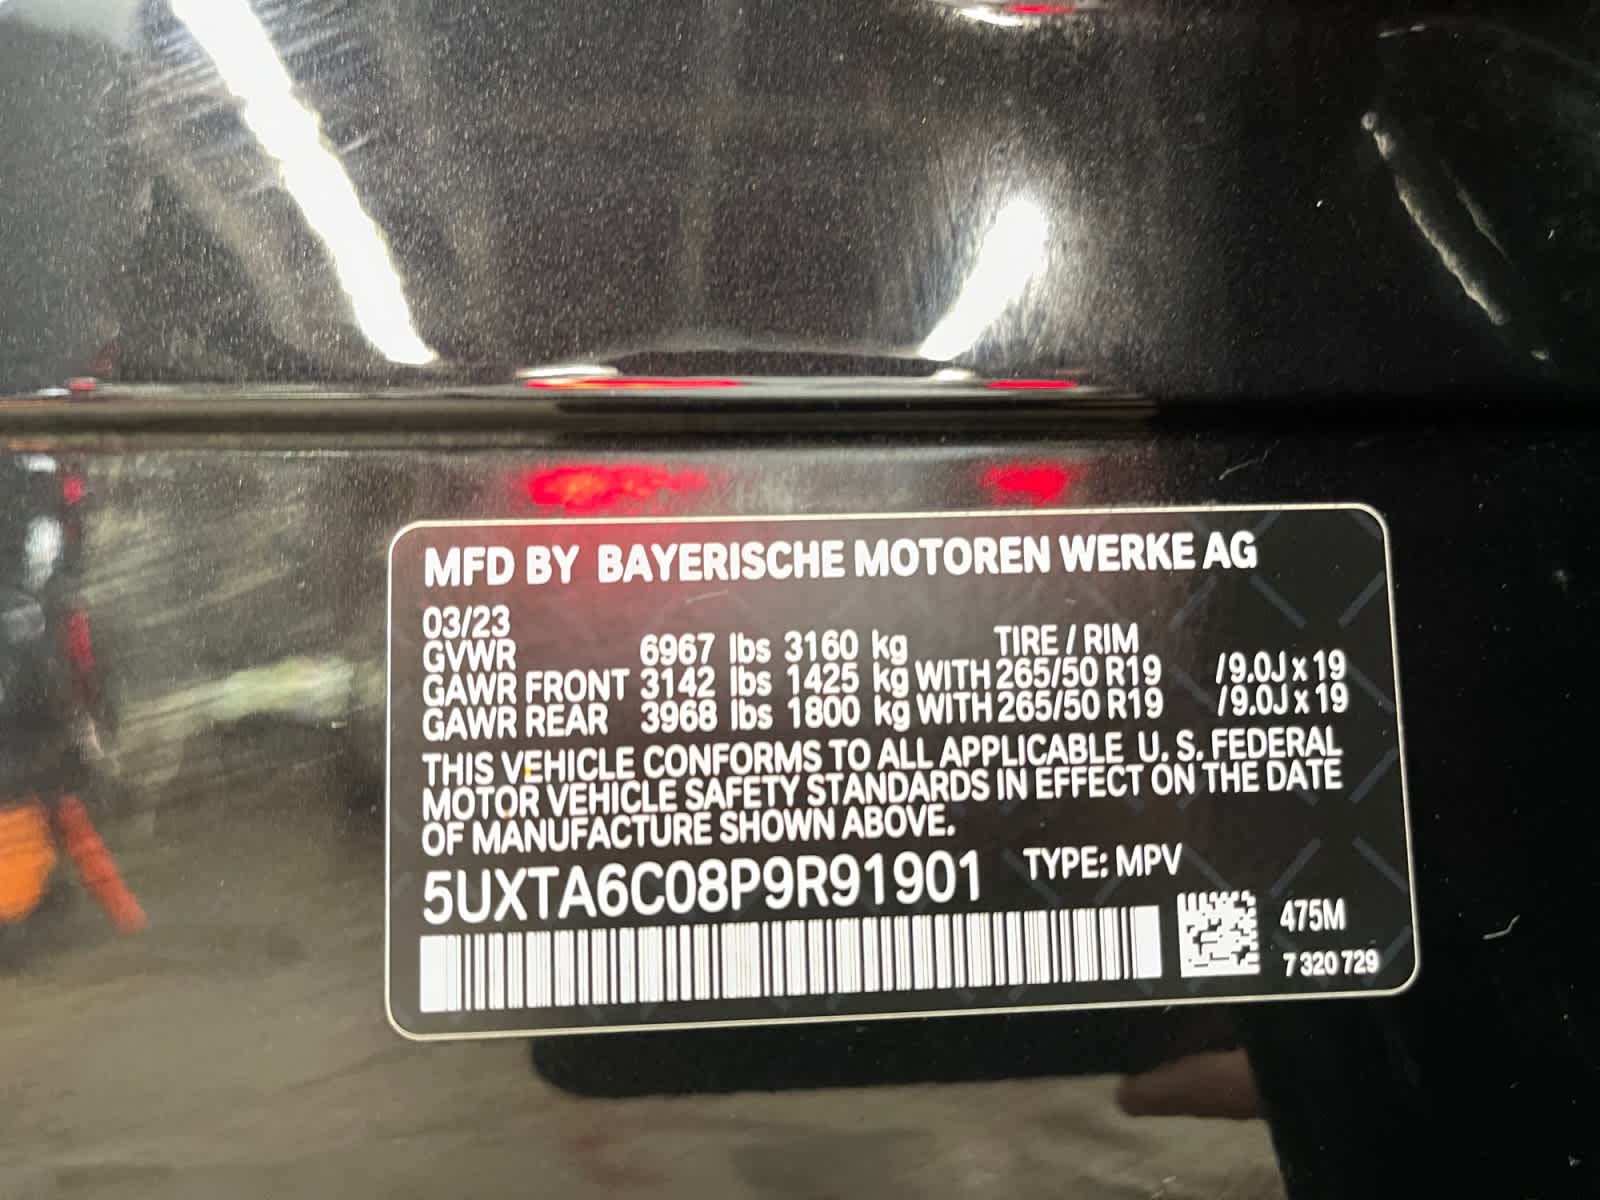 MFD BY BAYERISCHE MOTOREN WERKE AG
03/23
GVWR 6967 lbs 3160 kg TIRE / RIM
GAWR FRONT 3142 lbs 1425 kg WITH 265/50 R19 /9.0J x 19
GAWR REAR 3968 lbs 1800 kg WITH 265/50 R19 /9.0J x 19
THIS VEHICLE CONFORMS TO ALL APPLICABLE U. S. FEDERAL
MOTOR VEHICLE SAFETY STANDARDS IN EFFECT ON THE DATE
OF MANUFACTURE SHOWN ABOVE.
5UXTA6C08P9R91901 TYPE: MPV
475M
7 320 729